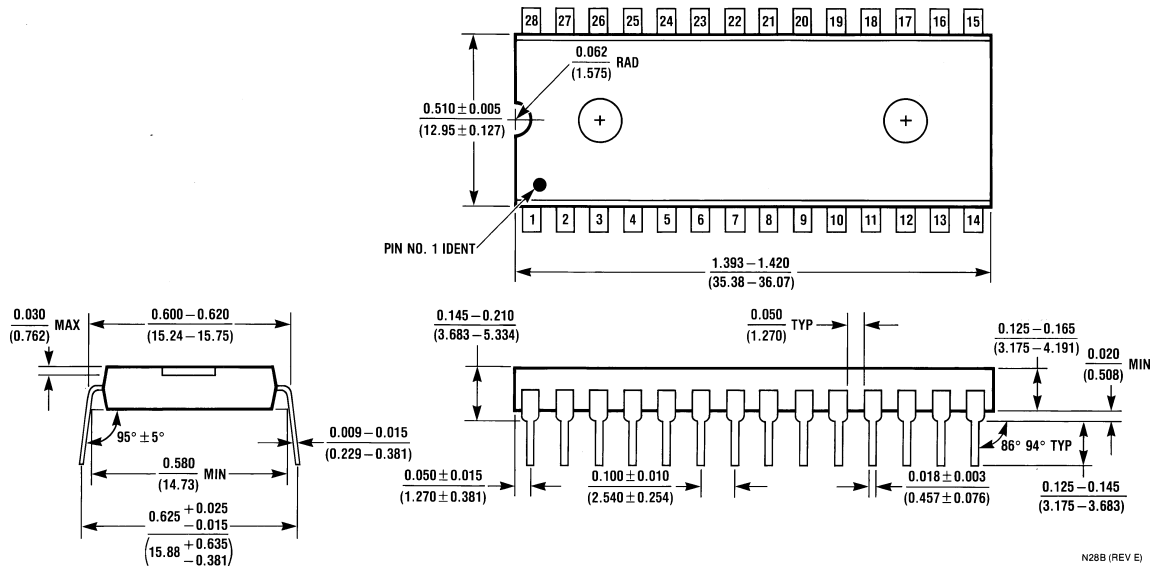 28 27 26 25 24 23 22 21 20 19 18 17 16 15
0.062
(1.575)
RAD
0.510 ± 0.005
(12.95 ± 0.127)
1 2 3 4 5 6 7 8 9 10 11 12 13 14
PIN NO. 1 IDENT
1.393 – 1.420
(35.38 – 36.07)
0.030
(0.762)
MAX
0.600 – 0.620
(15.24 – 15.75)
95° ± 5°
0.009 – 0.015
(0.229 – 0.381)
0.580
(14.73)
MIN
0.625 + 0.025
– 0.015
(15.88 + 0.635
– 0.381)
0.145 – 0.210
(3.683 – 5.334)
0.050
(1.270)
TYP
0.125 – 0.165
(3.175 – 4.191)
0.020
(0.508)
MIN
86° 94° TYP
0.050 ± 0.015
(1.270 ± 0.381)
0.100 ± 0.010
(2.540 ± 0.254)
0.018 ± 0.003
(0.457 ± 0.076)
0.125 – 0.145
(3.175 – 3.683)
N28B (REV E)